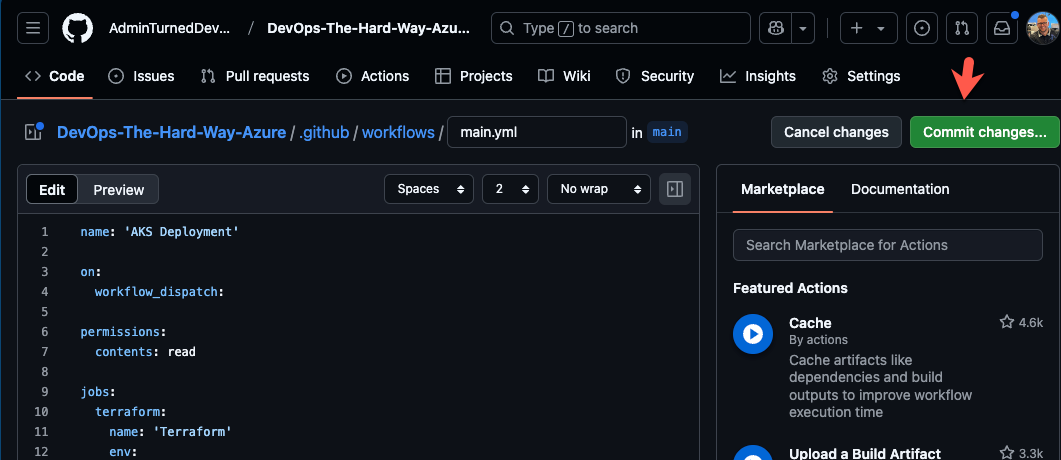 AdminTurnedDev... / DevOps-The-Hard-Way-Azu... Type / to search
Code Issues Pull requests Actions Projects Wiki Security Insights Settings
DevOps-The-Hard-Way-Azure / .github / workflows / main.yml in main Cancel changes Commit changes...
Edit Preview Spaces 2 No wrap
1 name: 'AKS Deployment'
2
3 on:
4 workflow_dispatch:
5
6 permissions:
7 contents: read
8
9 jobs:
10 terraform:
11 name: 'Terraform'
12 env:
Marketplace Documentation
Search Marketplace for Actions
Featured Actions
Cache 4.6k
By actions
Cache artifacts like
dependencies and build
outputs to improve workflow
execution time
Upload a Build Artifact 3.3k